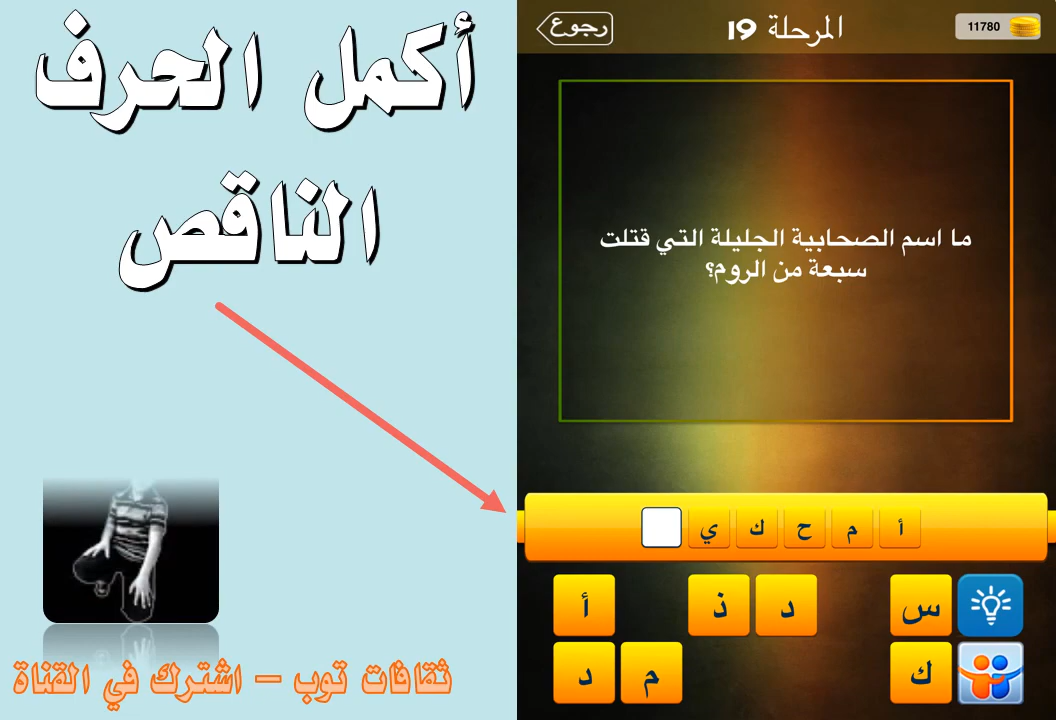 أكمل الحرف
الناقص
ثقافات توب – اشترك في القناة
رجوع
المرحلة 19
11780
ما اسم الصحابية الجليلة التي قتلت
سبعة من الروم؟
أ م ح ك ي
أ ذ د س
د م ك